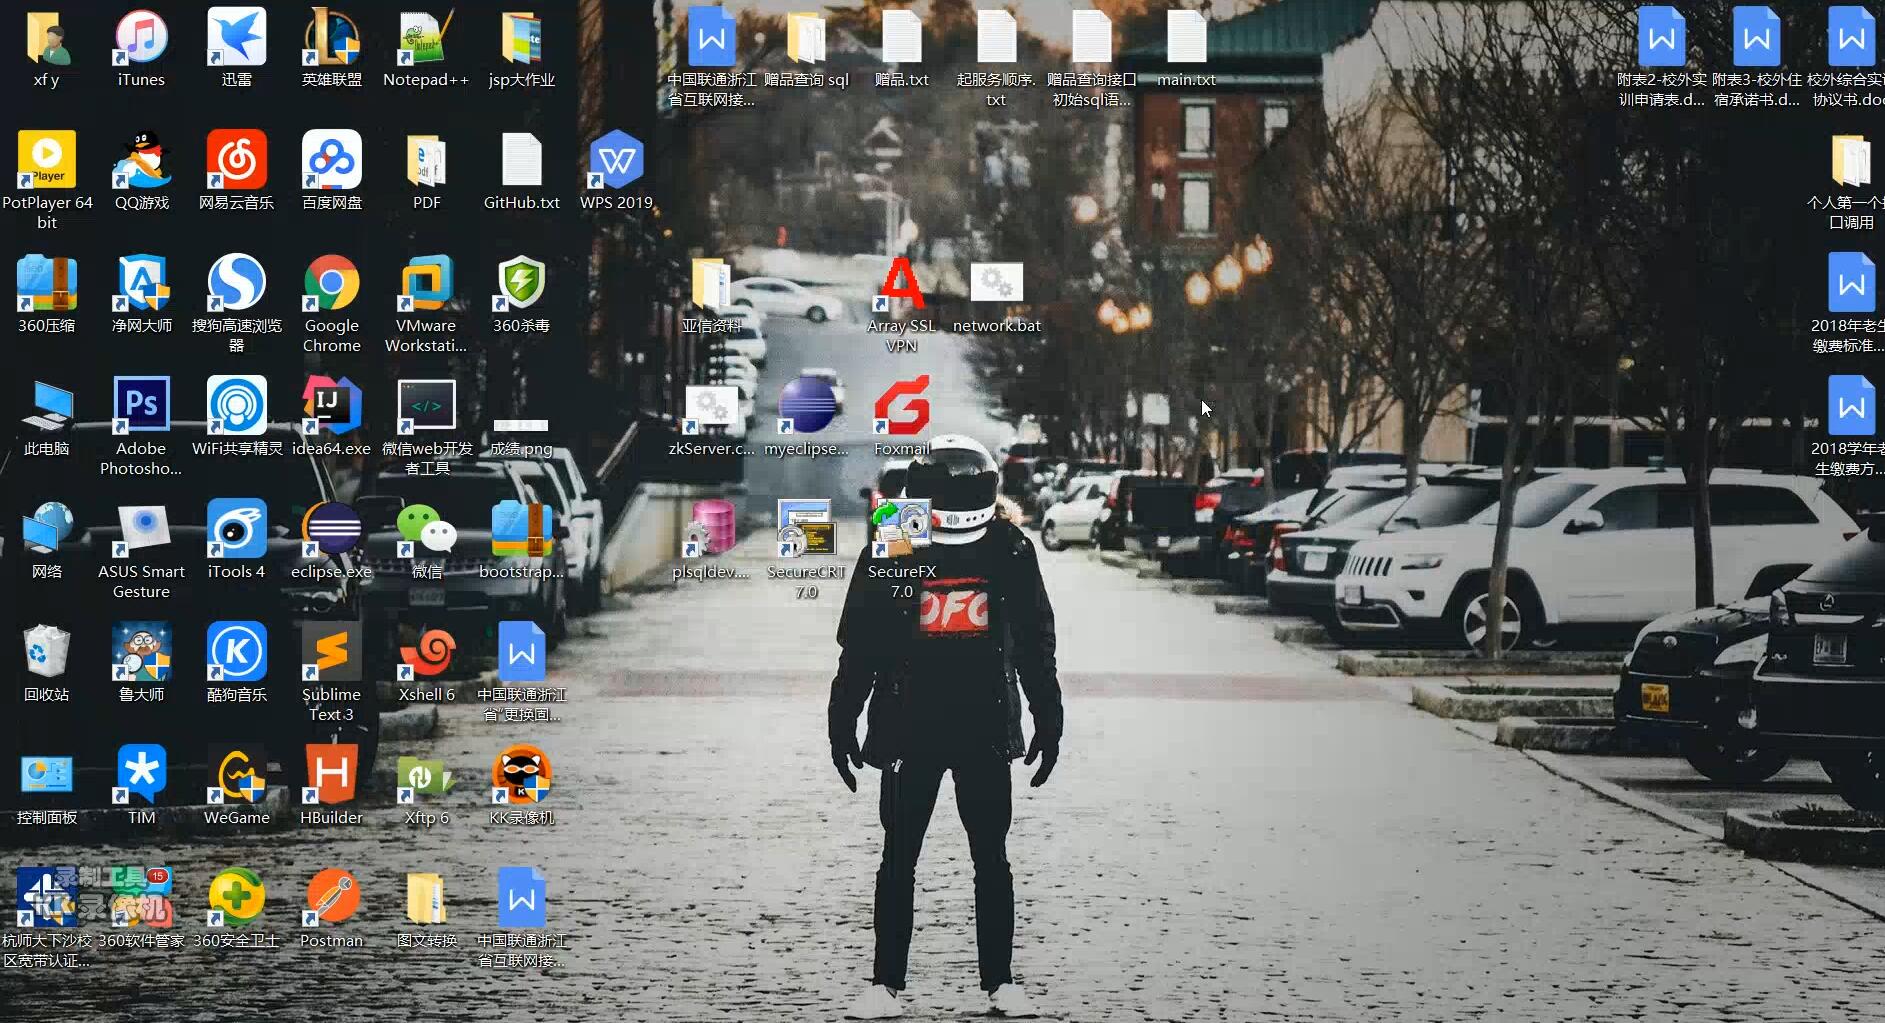 xf y
iTunes
迅雷
英雄联盟
Notepad++
jsp大作业
中国联通浙江
省互联网接...
赠品查询 sql
赠品.txt
起服务顺序.
txt
赠品查询接口
初始sql语...
main.txt
附表2-校外实
训申请表.d...
附表3-校外住
宿承诺书.d...
校外综合实
协议书.doc
Player
PotPlayer 64
bit
QQ游戏
网易云音乐
百度网盘
PDF
GitHub.txt
WPS 2019
个人第一个
口调用
360压缩
净网大师
搜狗高速浏览
器
Google
Chrome
VMware
Workstati...
360杀毒
亚信资料
Array SSL
VPN
network.bat
2018年老生
缴费标准...
此电脑
Ps
Adobe
Photosho...
WiFi共享精灵
IJ
idea64.exe
微信web开发
者工具
成绩.png
zkServer.c...
myeclipse...
Foxmail
2018学年老
生缴费方...
网络
ASUS Smart
Gesture
iTools 4
eclipse.exe
微信
bootstrap...
plsqldev....
SecureCRT
7.0
SecureFX
7.0
DFC
回收站
鲁大师
酷狗音乐
Sublime
Text 3
Xshell 6
中国联通浙江
省“更换固...
控制面板
TIM
WeGame
HBuilder
Xftp 6
KK录像机
录制工具
KK录像机
15
杭师大下沙校
区宽带认证...
360软件管家
360安全卫士
Postman
图文转换
中国联通浙江
省互联网接...